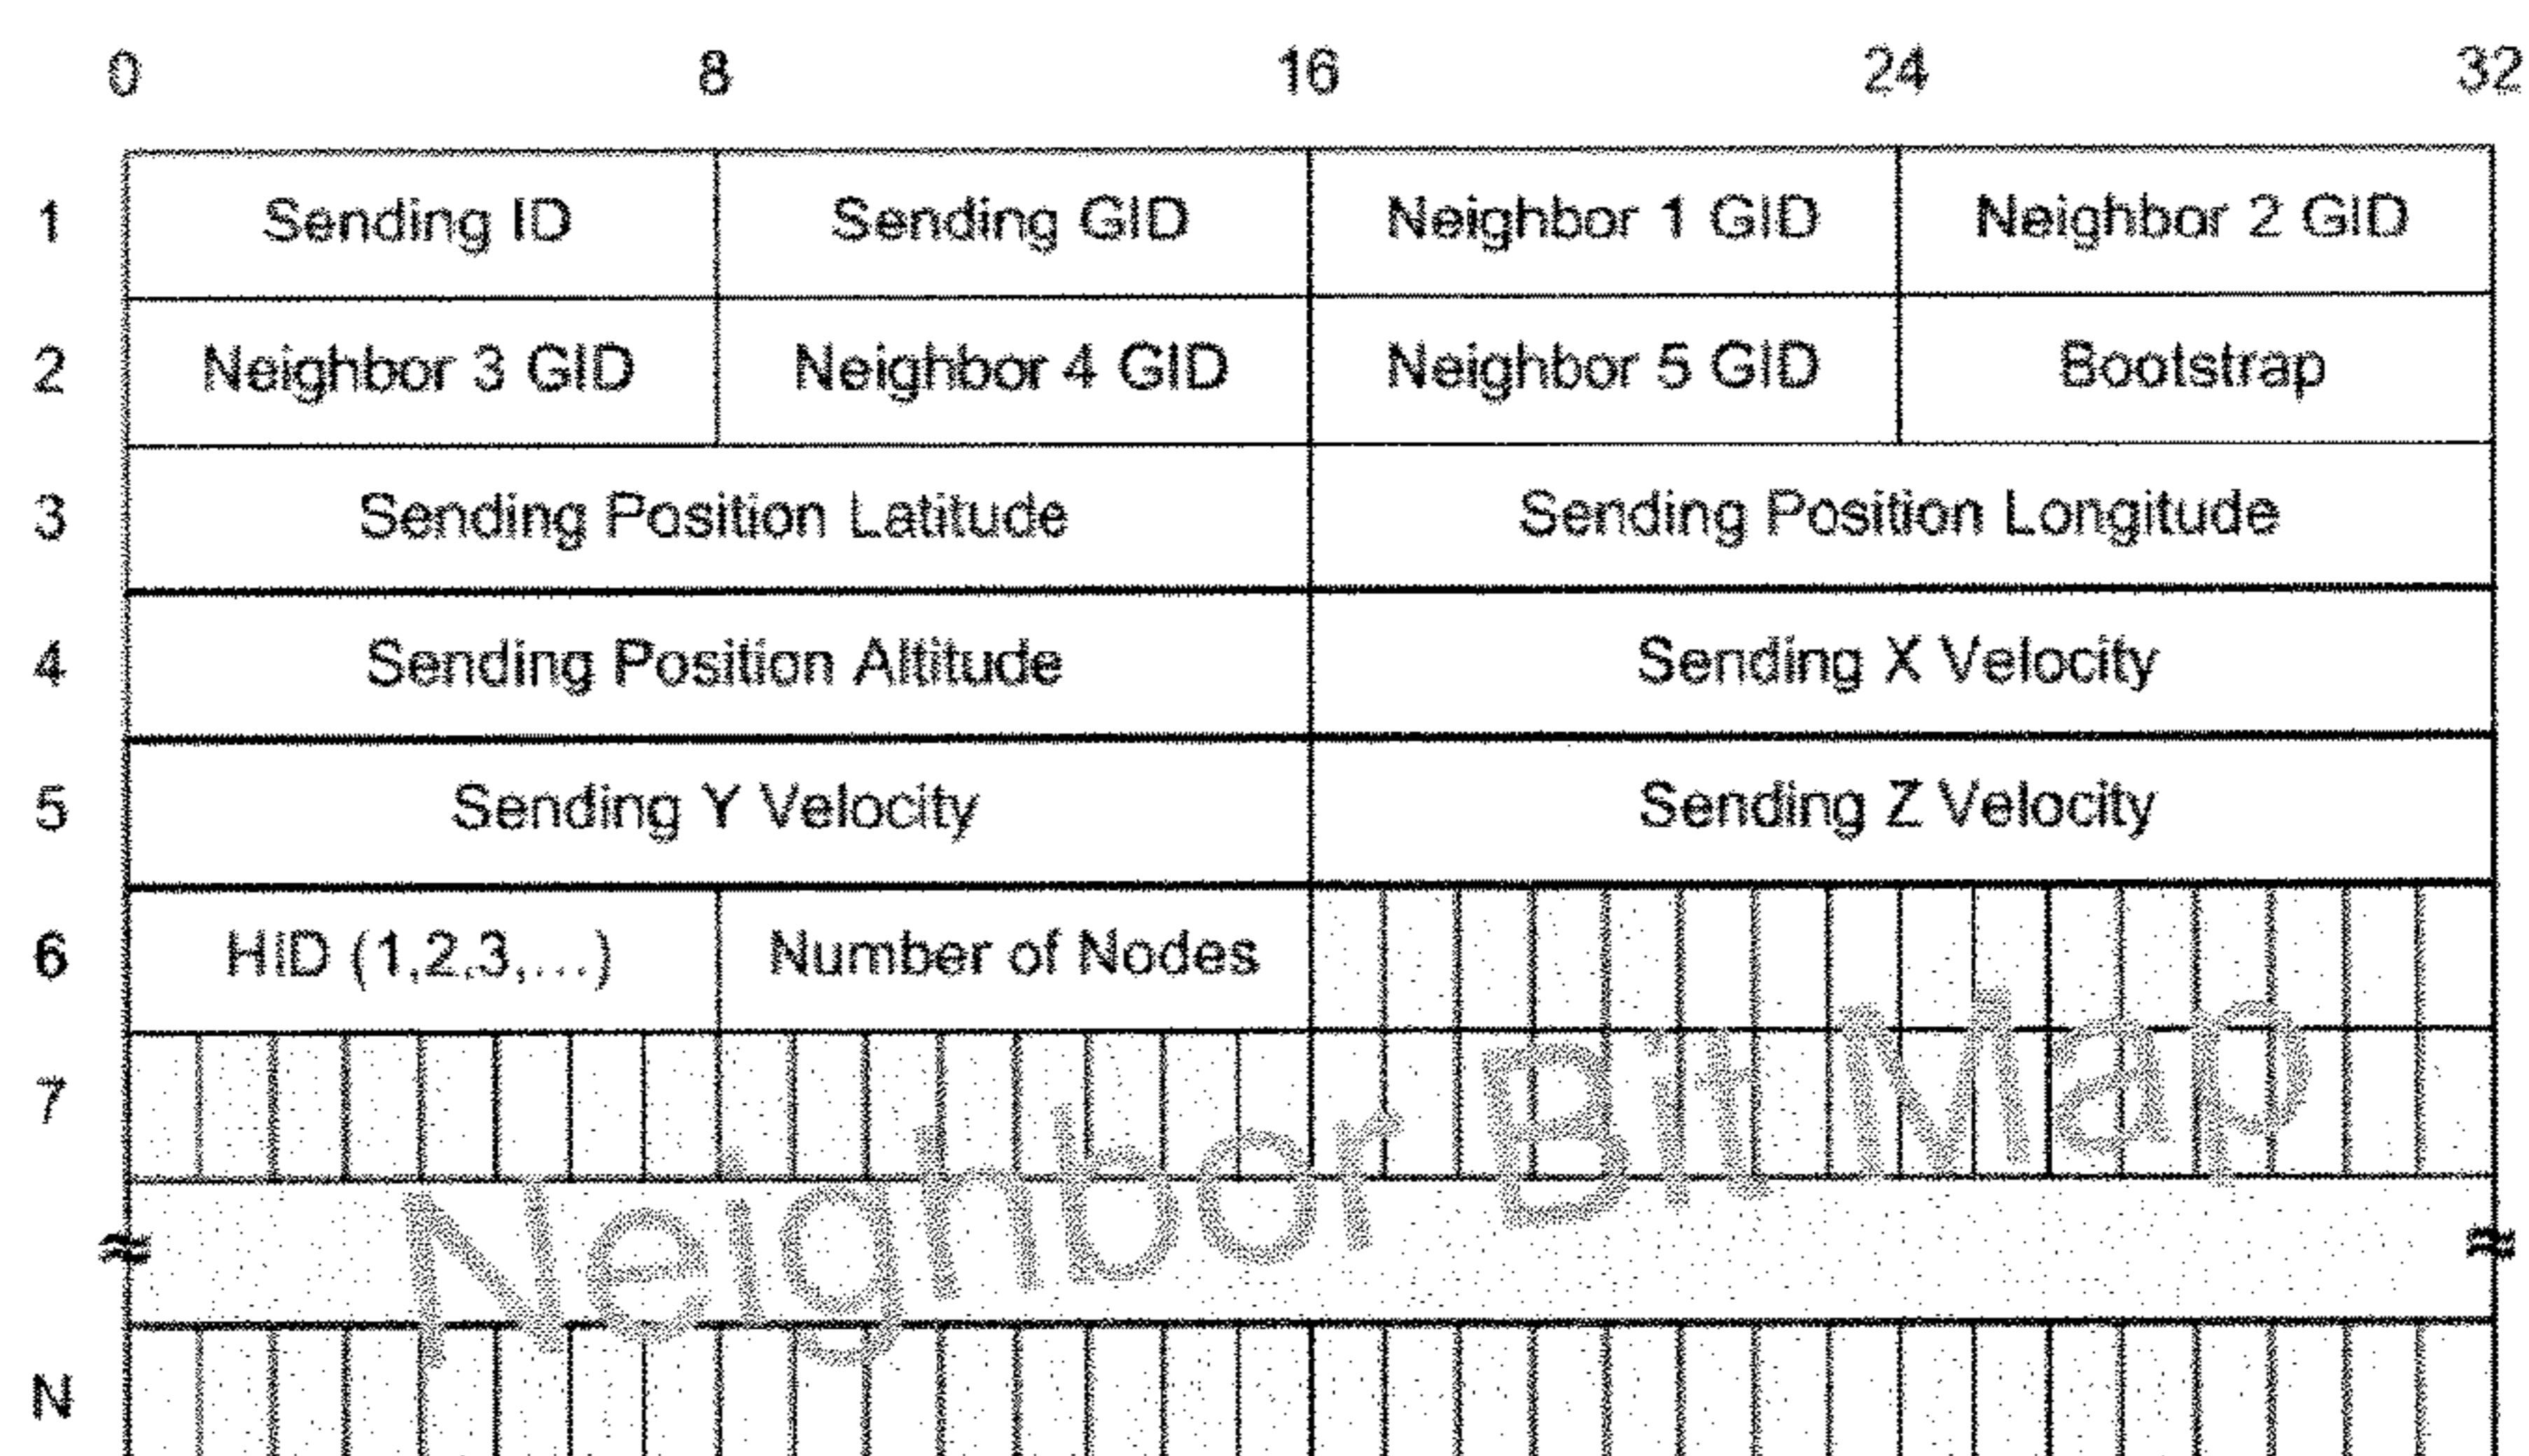 0 8 16 24 32
1 Sending ID Sending GID Neighbor 1 GID Neighbor 2 GID
2 Neighbor 3 GID Neighbor 4 GID Neighbor 5 GID Bootstrap
3 Sending Position Latitude Sending Position Longitude
4 Sending Position Altitude Sending X Velocity
5 Sending Y Velocity Sending Z Velocity
6 HID (1,2,3,...) Number of Nodes
7
Neighbor Bit Map
≈ ≈
N